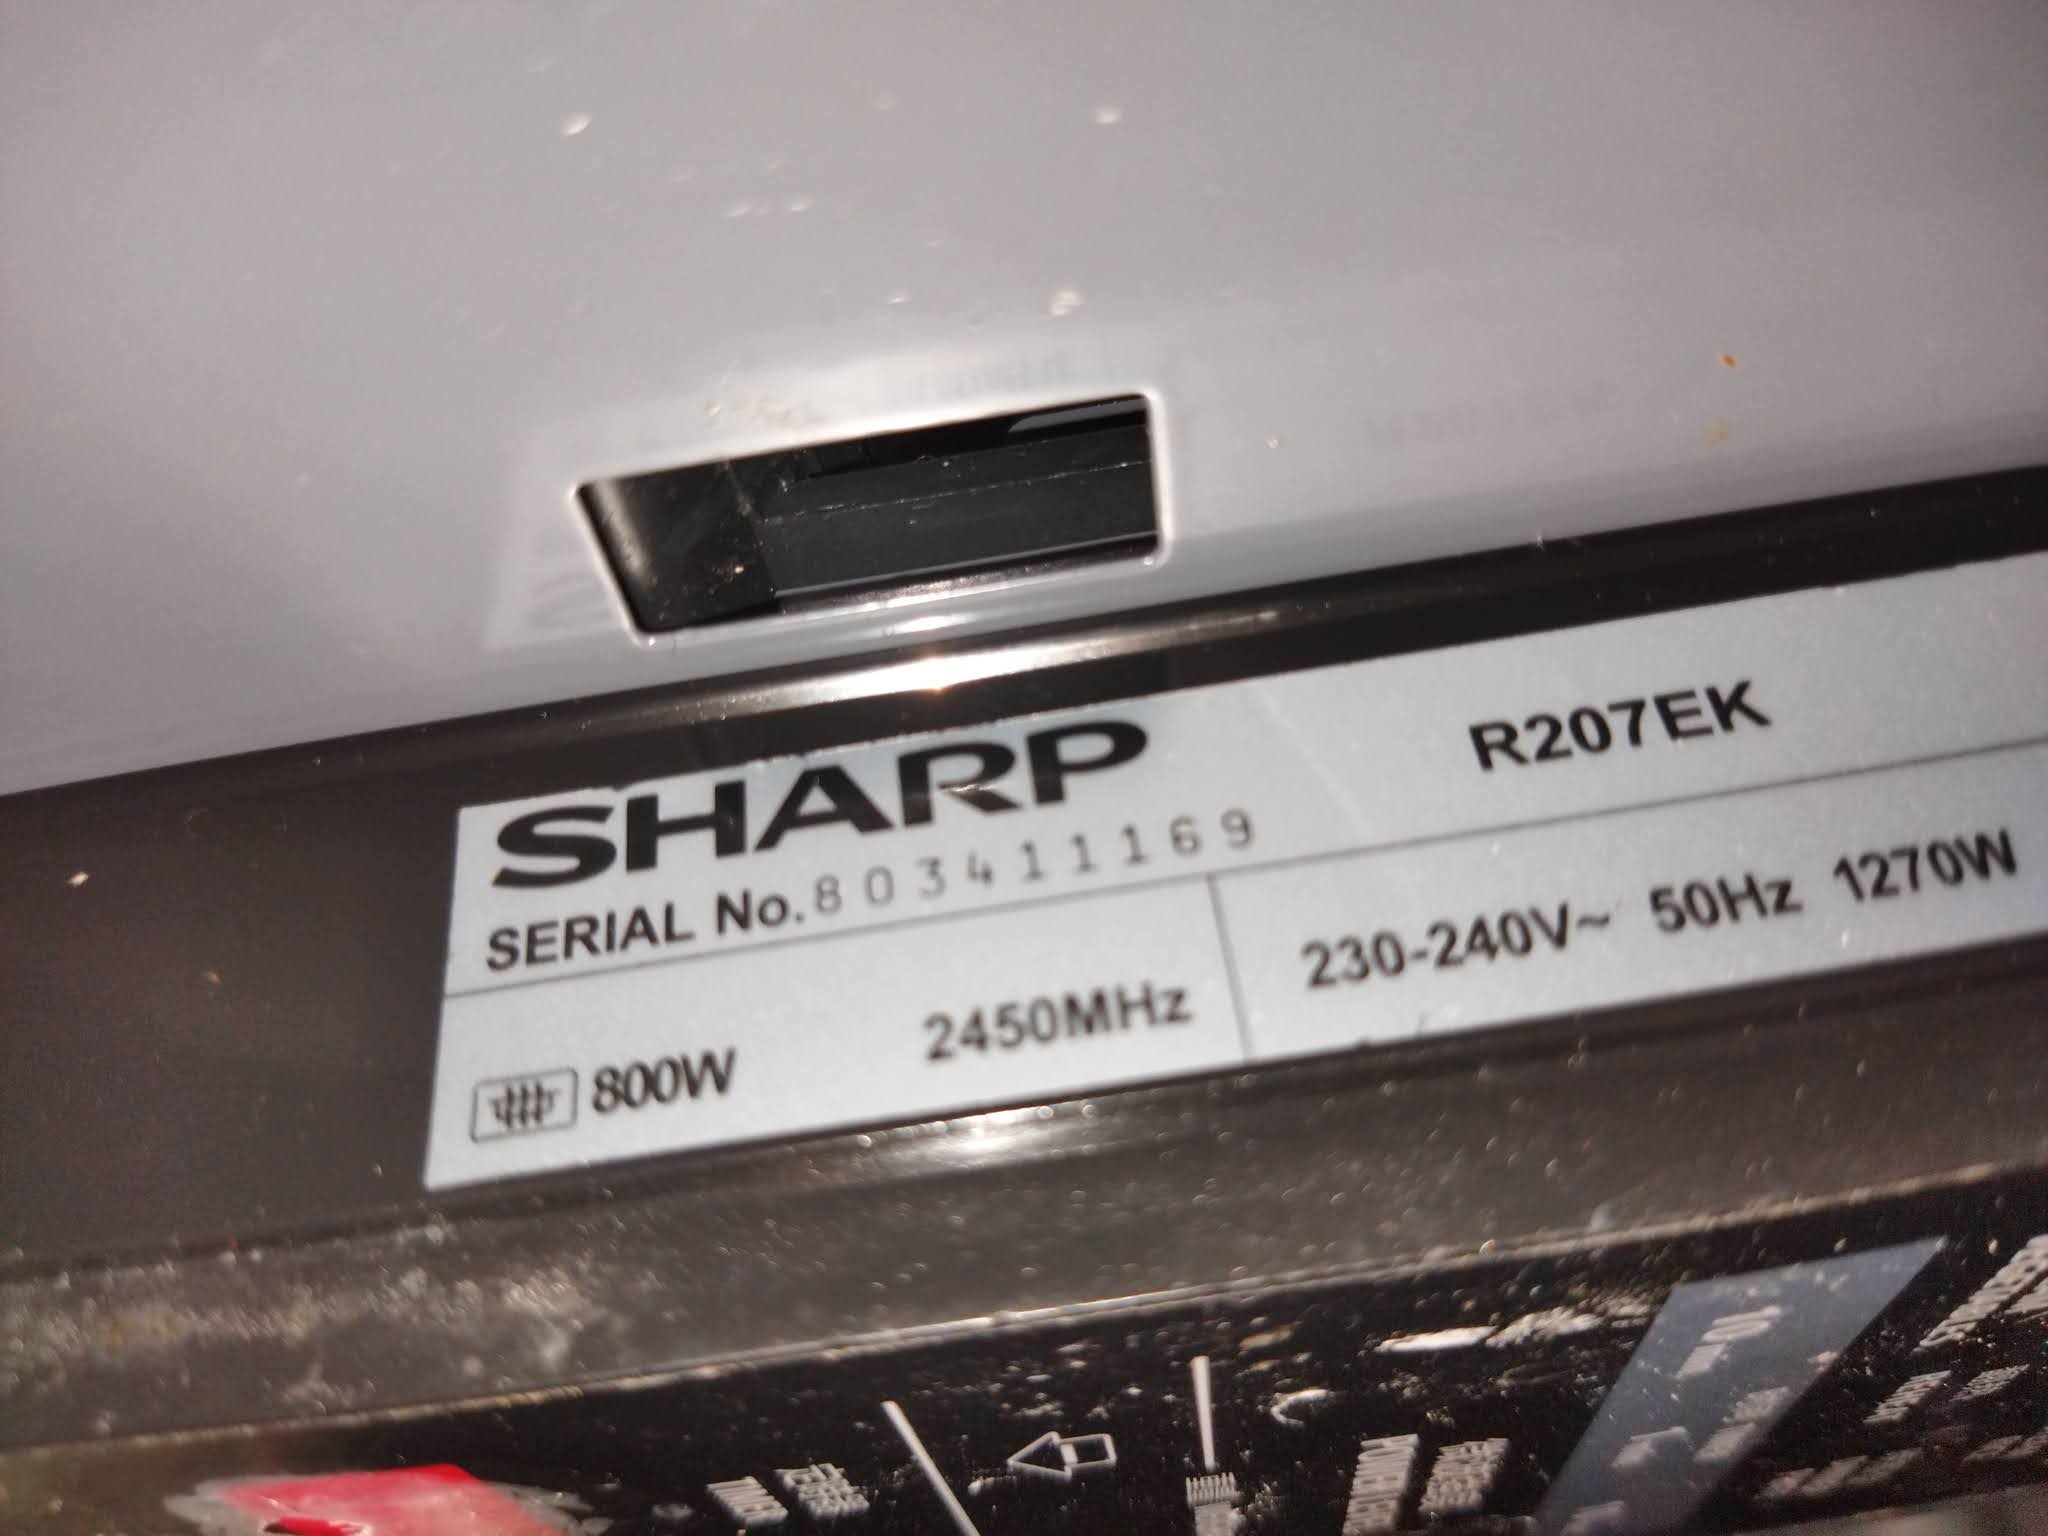 SHARP R207EK
SERIAL No. 803411169
800W 2450MHz 230-240V~ 50Hz 1270W